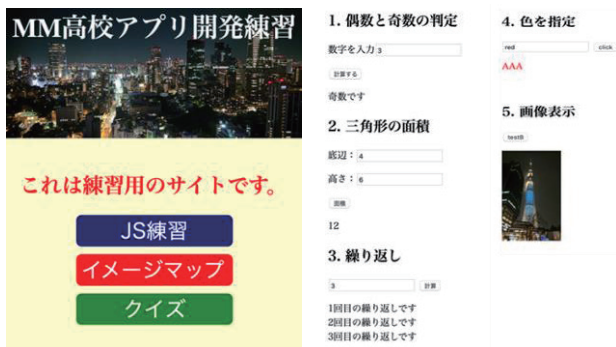 MM高校アプリ開発練習
これは練習用のサイトです。
JS練習
イメージマップ
クイズ
1. 偶数と奇数の判定
数字を入力 3
計算する
奇数です
2. 三角形の面積
底辺： 4
高さ： 6
面積
12
3. 繰り返し
3 計算
1回目の繰り返しです
2回目の繰り返しです
3回目の繰り返しです
4. 色を指定
red click
AAA
5. 画像表示
testB